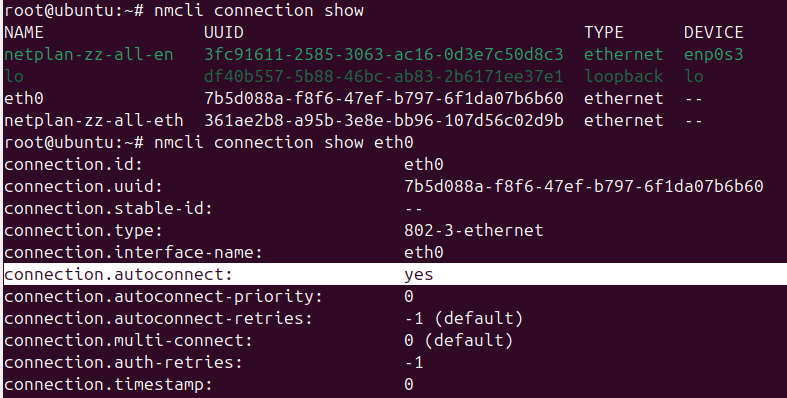 root@ubuntu:~# nmcli connection show
NAME UUID TYPE DEVICE
netplan-zz-all-en 3fc91611-2585-3063-ac16-0d3e7c50d8c3 ethernet enp0s3
lo df40b557-5b88-46bc-ab83-2b6171ee37e1 loopback lo
eth0 7b5d088a-f8f6-47ef-b797-6f1da07b6b60 ethernet --
netplan-zz-all-eth 361ae2b8-a95b-3e8e-bb96-107d56c02d9b ethernet --
root@ubuntu:~# nmcli connection show eth0
connection.id: eth0
connection.uuid: 7b5d088a-f8f6-47ef-b797-6f1da07b6b60
connection.stable-id: --
connection.type: 802-3-ethernet
connection.interface-name: eth0
connection.autoconnect: yes
connection.autoconnect-priority: 0
connection.autoconnect-retries: -1 (default)
connection.multi-connect: 0 (default)
connection.auth-retries: -1
connection.timestamp: 0